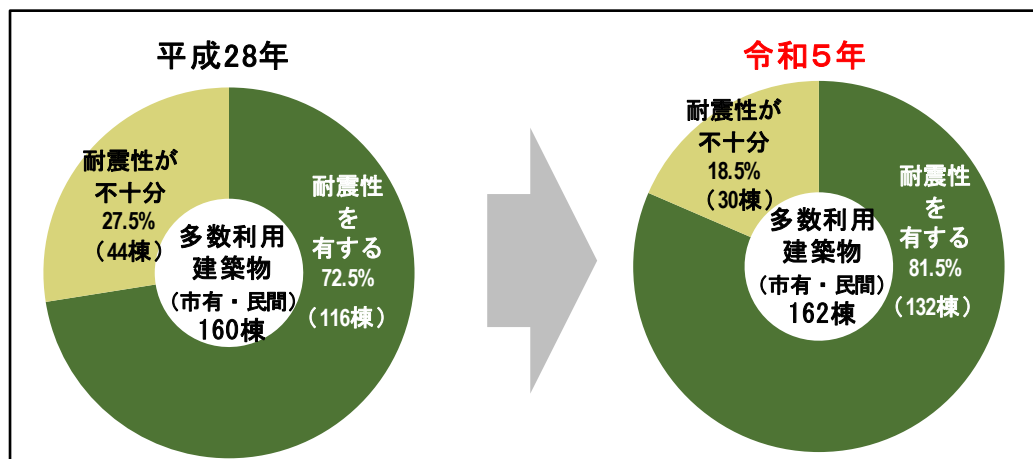 平成28年
耐震性が
不十分
27.5%
（44棟）
耐震性
を
有する
72.5%
（116棟）
多数利用
建築物
（市有・民間）
160棟
令和５年
耐震性が
不十分
18.5%
（30棟）
耐震性
を
有する
81.5%
（132棟）
多数利用
建築物
（市有・民間）
162棟